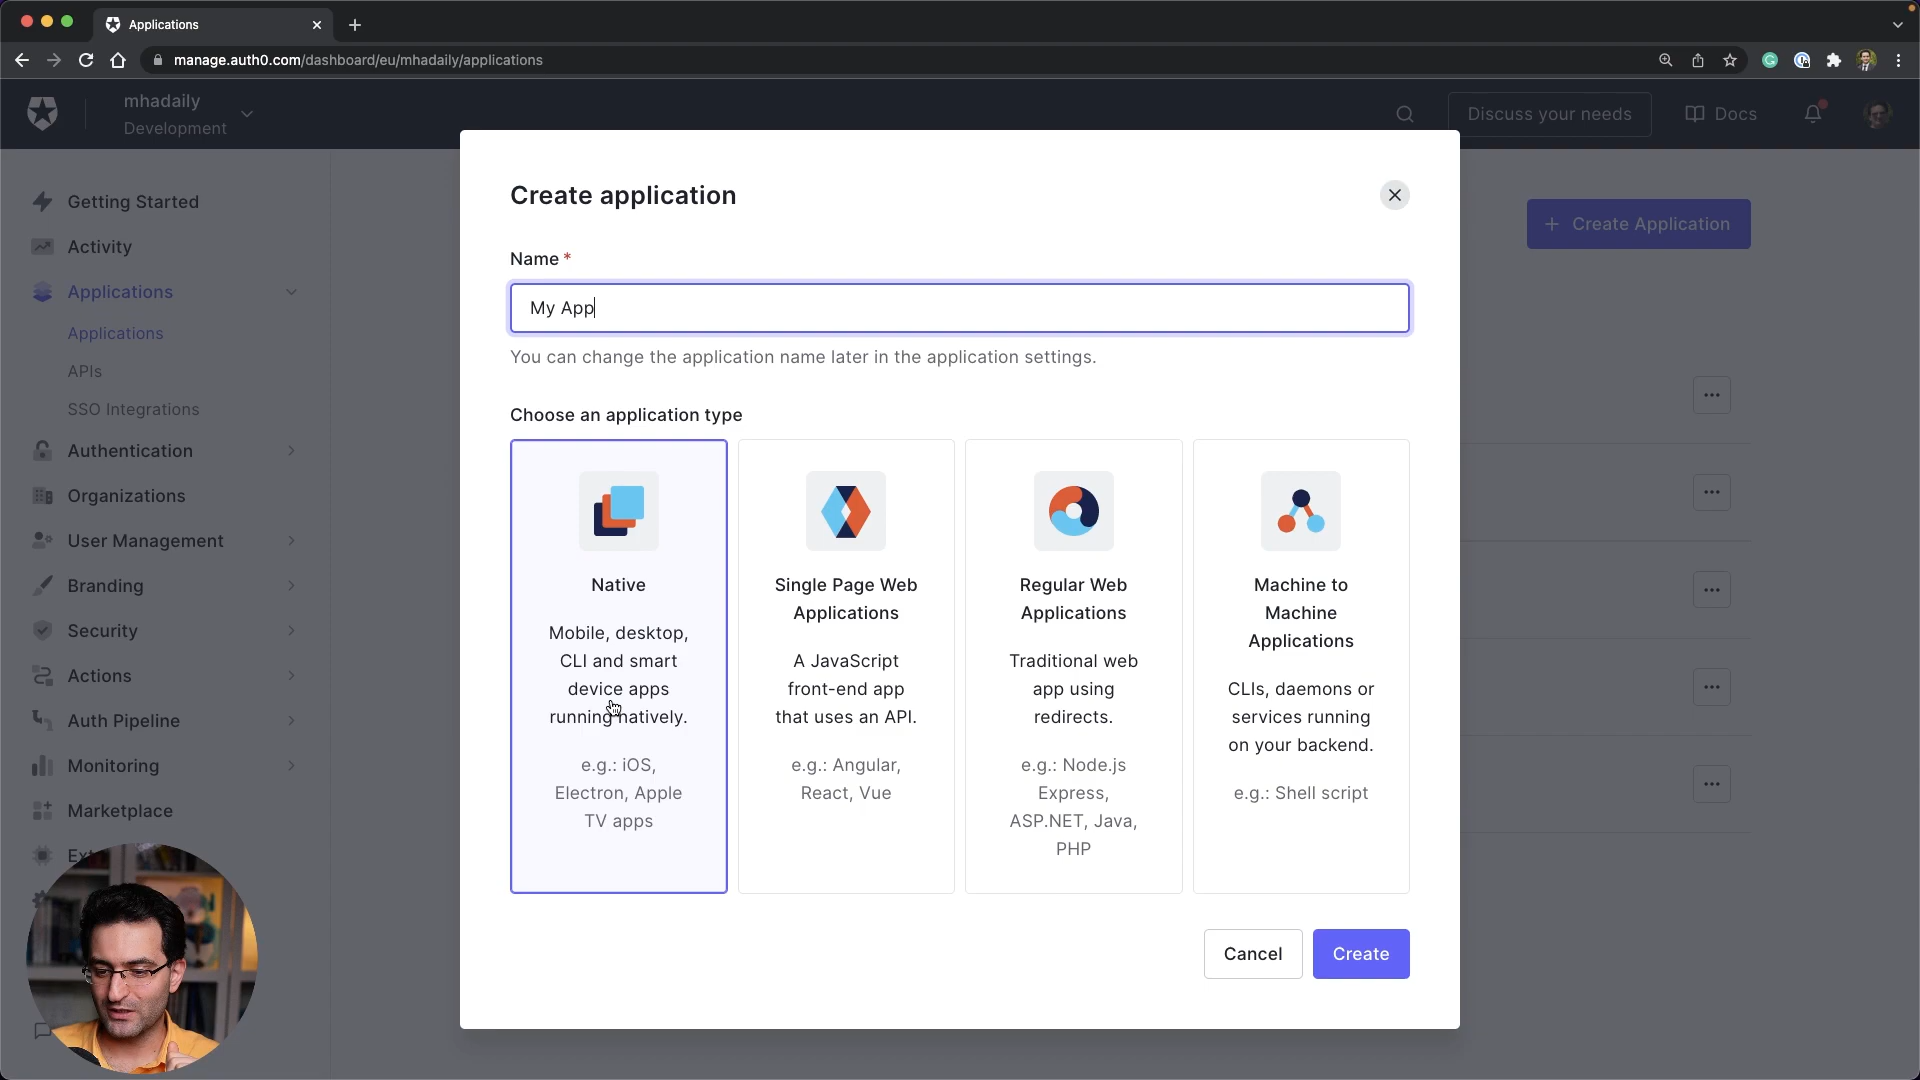 Applications
manage.auth0.com/dashboard/eu/mhadaily/applications
mhadaily
Development
Discuss your needs
Docs
Getting Started
Activity
Applications
Applications
APIs
SSO Integrations
Authentication
Organizations
User Management
Branding
Security
Actions
Auth Pipeline
Monitoring
Marketplace
Create Application
Create application
Name *
My App
You can change the application name later in the application settings.
Choose an application type
Native
Mobile, desktop,
CLI and smart
device apps
running natively.
e.g.: iOS,
Electron, Apple
TV apps
Single Page Web
Applications
A JavaScript
front-end app
that uses an API.
e.g.: Angular,
React, Vue
Regular Web
Applications
Traditional web
app using
redirects.
e.g.: Node.js
Express,
ASP.NET, Java,
PHP
Machine to
Machine
Applications
CLIs, daemons or
services running
on your backend.
e.g.: Shell script
Cancel
Create